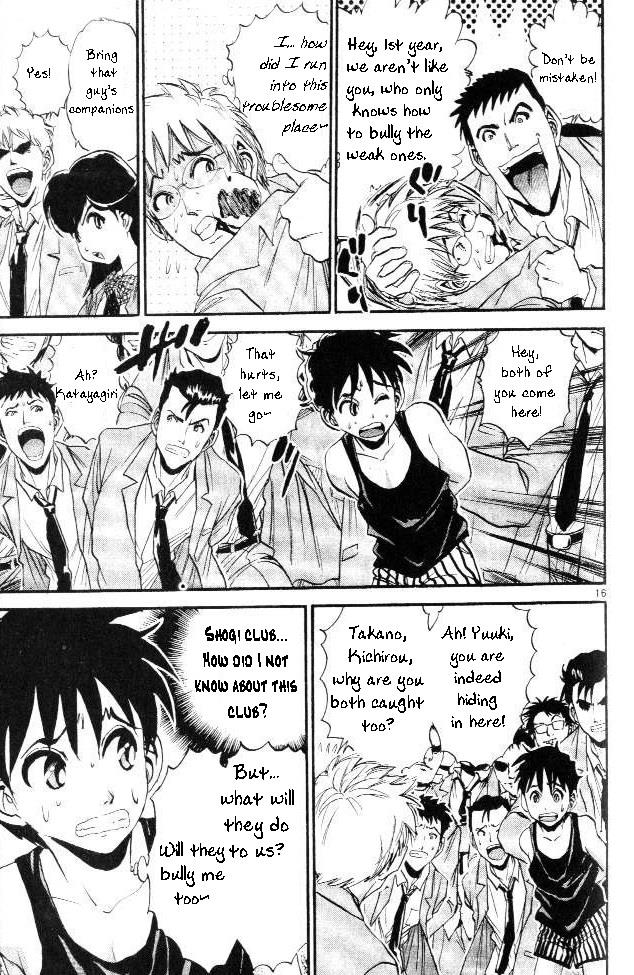 Don't be
mistaken!
Hey, 1st year,
we aren't like
you, who only
knows how
to bully the
weak ones.
I... how
did I run
into this
troublesome
place~
Bring
that
guy's
companions
Yes!
Hey,
both of
you come
here!
That
hurts,
let me
go~
Ah?
Katayagiri
16
Ah! Yuuki,
you are
indeed
hiding
in here!
Takano,
Kichirou,
why are you
both caught
too?
Shogi club...
How did I not
know about this
club?
But...
what will
they do
Will they to us?
bully me
too~